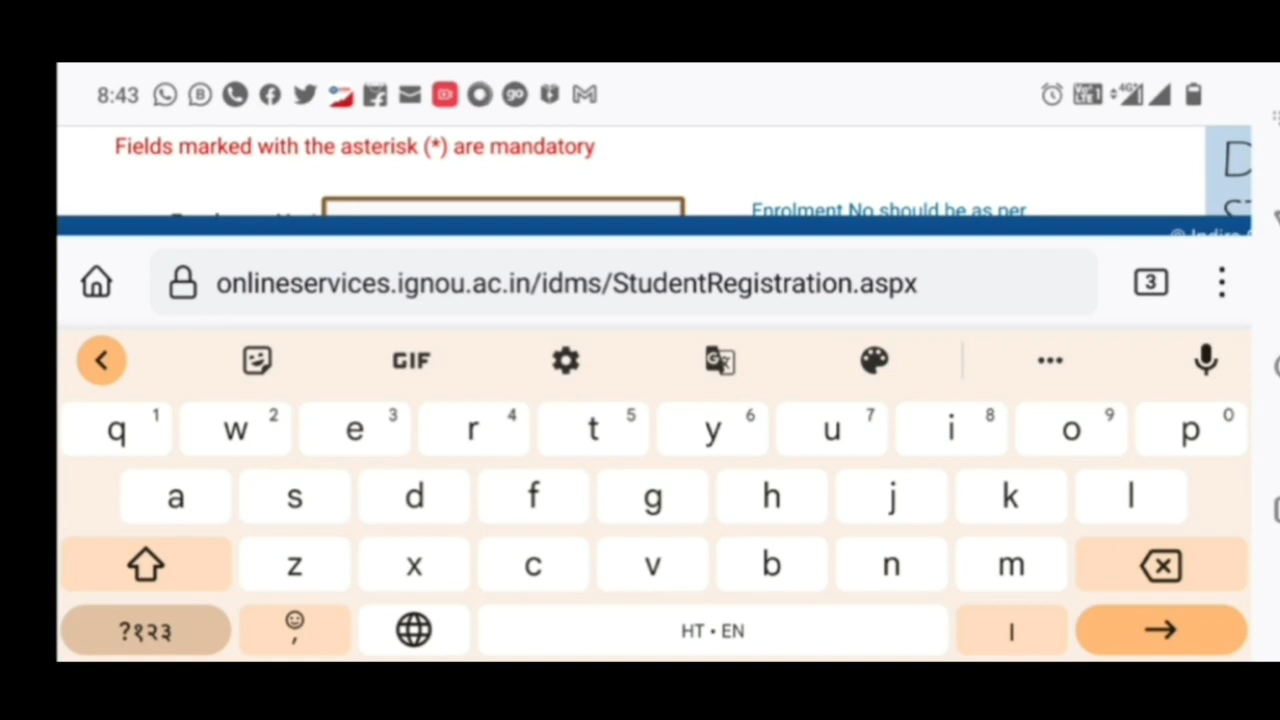 8:43
Fields marked with the asterisk (*) are mandatory
Enrolment No should be as per
onlineservices.ignou.ac.in/idms/StudentRegistration.aspx
3
GIF
q 1 w 2 e 3 r 4 t 5 y 6 u 7 i 8 o 9 p 0
a s d f g h j k l
z x c v b n m
?१२३ , HT • EN ।